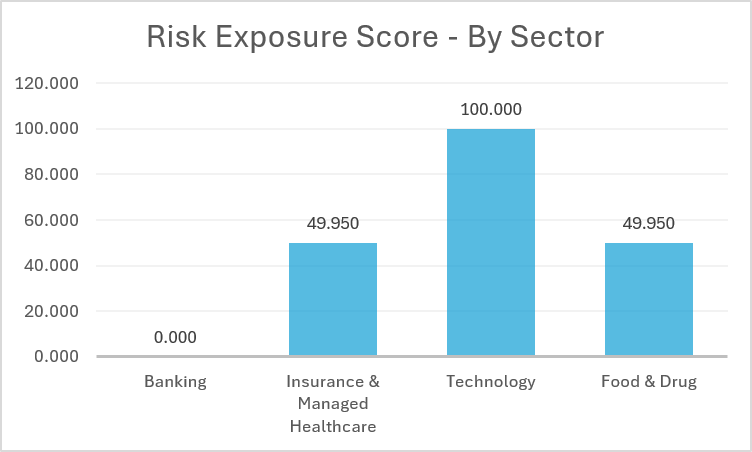 Risk Exposure Score - By Sector
120.000
100.000
80.000
60.000
40.000
20.000
0.000
0.000
49.950
100.000
49.950
Banking
Insurance &
Managed
Healthcare
Technology
Food & Drug